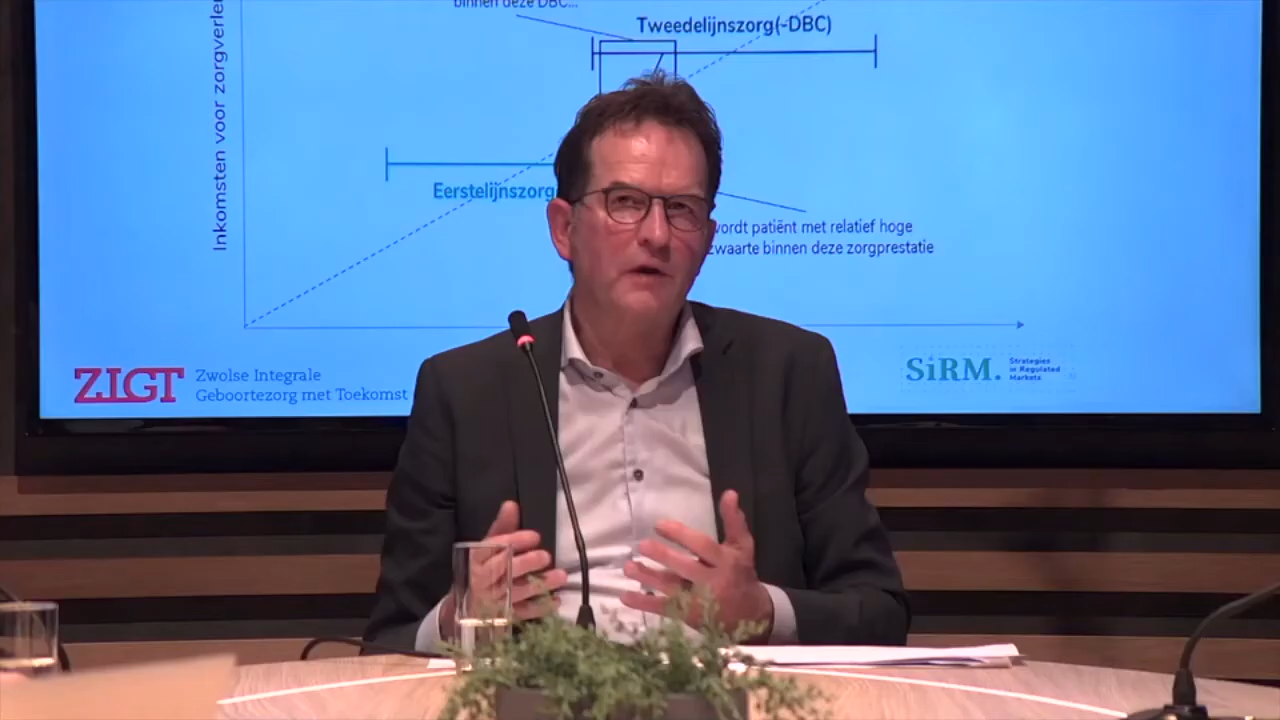 binnen deze DBC...
Tweedelijnszorg(-DBC)
Inkomsten voor zorgverle
Eerstelijnszorg
wordt patiënt met relatief hoge
zwaarte binnen deze zorgprestatie
ZIGT
Zwolse Integrale
Geboortezorg met Toekomst
SiRM.
Strategies
in Regulated
Markets